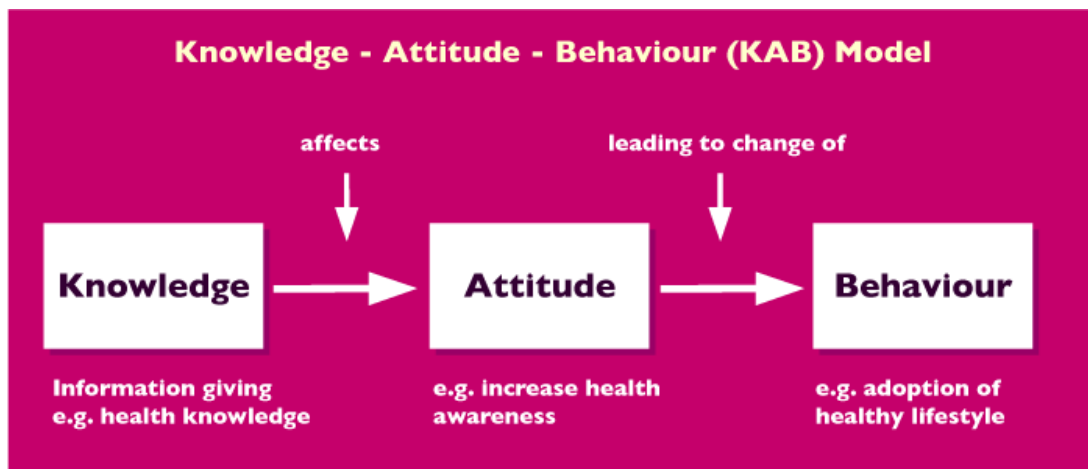 Knowledge - Attitude - Behaviour (KAB) Model
affects
leading to change of
Knowledge
Attitude
Behaviour
Information giving
e.g. health knowledge
e.g. increase health
awareness
e.g. adoption of
healthy lifestyle